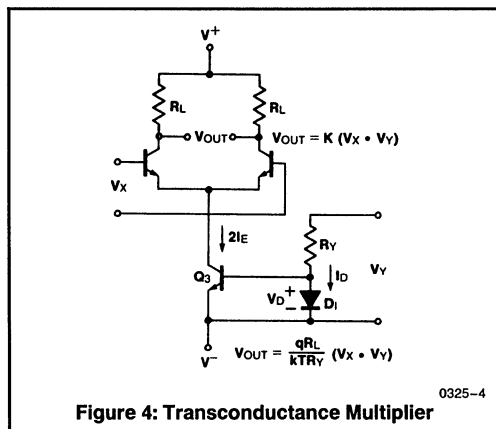 V+
RL
RL
VOUT
VOUT = K (VX • VY)
VX
2IE
RY
Q3
ID
VY
VD
+
−
DI
V−
VOUT = qRL/kTRY (VX • VY)
0325–4
Figure 4: Transconductance Multiplier